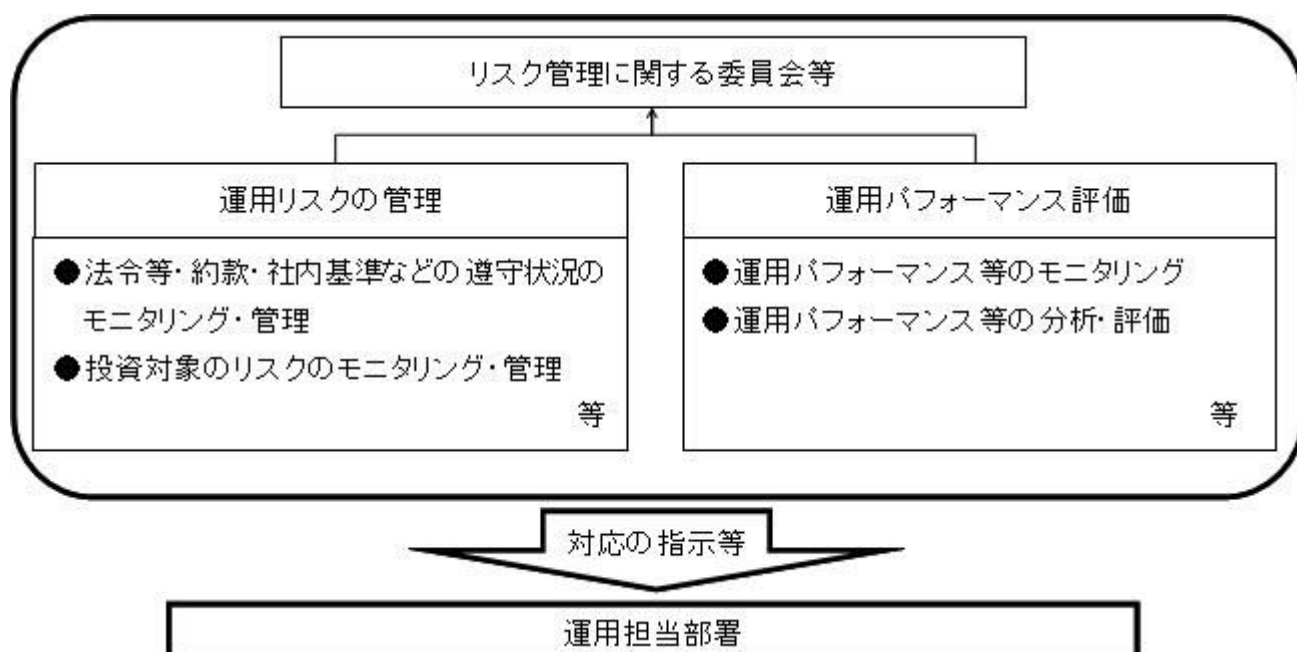 リスク管理に関する委員会等
運用リスクの管理
●法令等・約款・社内基準などの遵守状況の
モニタリング・管理
●投資対象のリスクのモニタリング・管理
等
運用パフォーマンス評価
●運用パフォーマンス等のモニタリング
●運用パフォーマンス等の分析・評価
等
対応の指示等
運用担当部署